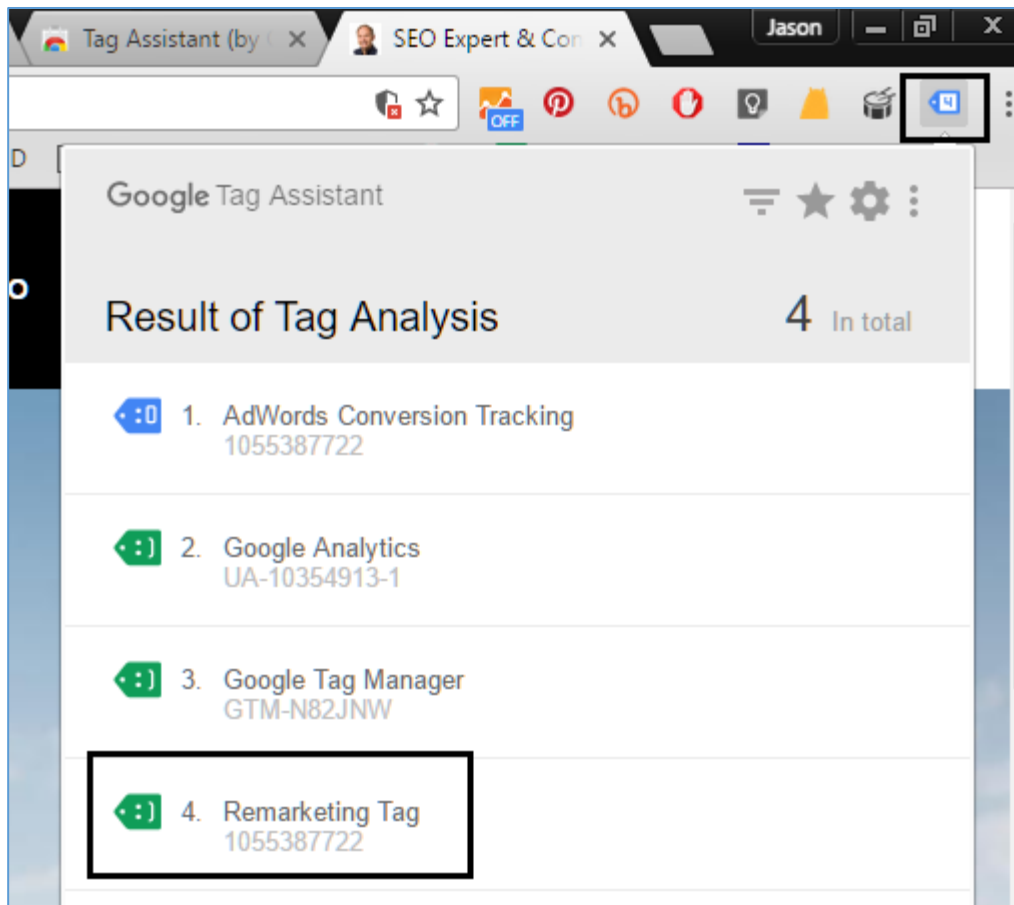 Tag Assistant (by
SEO Expert & Con
Jason
OFF
4
D
Google Tag Assistant
o
Result of Tag Analysis
4 In total
1. AdWords Conversion Tracking
1055387722
2. Google Analytics
UA-10354913-1
3. Google Tag Manager
GTM-N82JNW
4. Remarketing Tag
1055387722